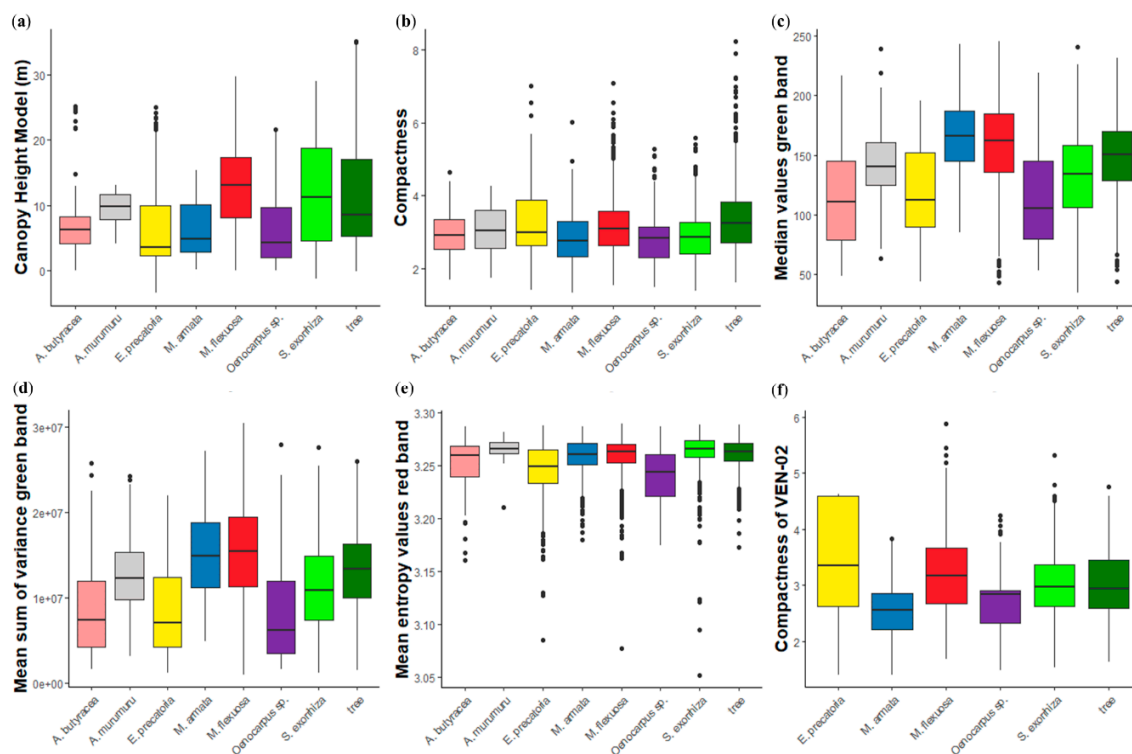 (a)
Canopy Height Model (m)
30
20
10
0
A. butyracea
A. murumuru
E. precatoria
M. armata
M. flexuosa
Oenocarpus sp.
S. exorrhiza
tree
(b)
Compactness
8
6
4
2
A. butyracea
A. murumuru
E. precatoria
M. armata
M. flexuosa
Oenocarpus sp.
S. exorrhiza
tree
(c)
Median values green band
250
200
150
100
50
A. butyracea
A. murumuru
E. precatoria
M. armata
M. flexuosa
Oenocarpus sp.
S. exorrhiza
tree
(d)
Mean sum of variance green band
3e+07
2e+07
1e+07
0e+00
A. butyracea
A. murumuru
E. precatoria
M. armata
M. flexuosa
Oenocarpus sp.
S. exorrhiza
tree
(e)
Mean entropy values red band
3.30
3.25
3.20
3.15
3.10
3.05
A. butyracea
A. murumuru
E. precatoria
M. armata
M. flexuosa
Oenocarpus sp.
S. exorrhiza
tree
(f)
Compactness of VEN-02
6
5
4
3
2
E. precatoria
M. armata
M. flexuosa
Oenocarpus sp.
S. exorrhiza
tree